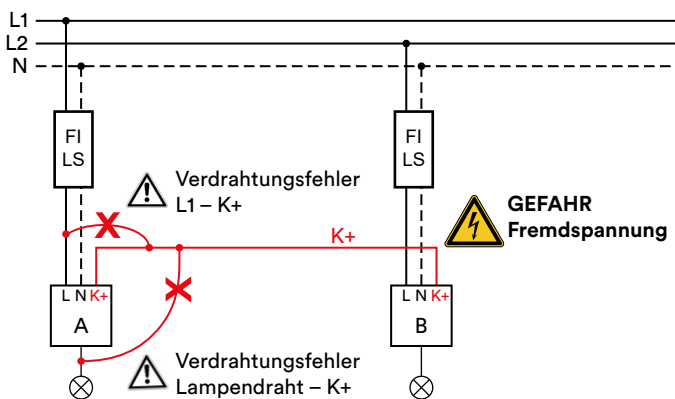 L1
L2
N
FI
LS
FI
LS
Verdrahtungsfehler
L1 – K+
GEFAHR
Fremdspannung
K+
L N K+
A
L N K+
B
Verdrahtungsfehler
Lampendraht – K+